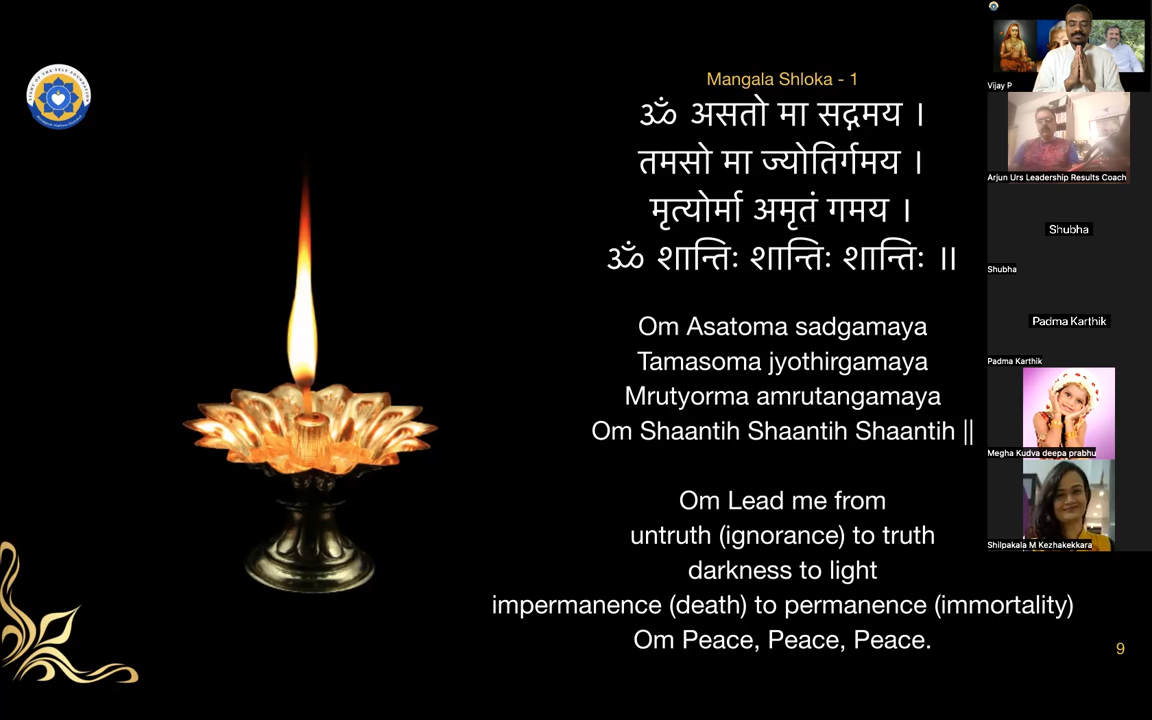 Mangala Shloka - 1
ॐ असतो मा सद्गमय ।
तमसो मा ज्योतिर्गमय ।
मृत्योर्मा अमृतं गमय ।
ॐ शान्तिः शान्तिः शान्तिः ॥
Om Asatoma sadgamaya
Tamasoma jyothirgamaya
Mrutyorma amrutangamaya
Om Shaantih Shaantih Shaantih ||
Om Lead me from
untruth (ignorance) to truth
darkness to light
impermanence (death) to permanence (immortality)
Om Peace, Peace, Peace.
9
Vijay P
Arjun Urs Leadership Results Coach
Shubha
Shubha
Padma Karthik
Padma Karthik
Megha Kudva deepa prabhu
Shilpakala M Kezhakekkara